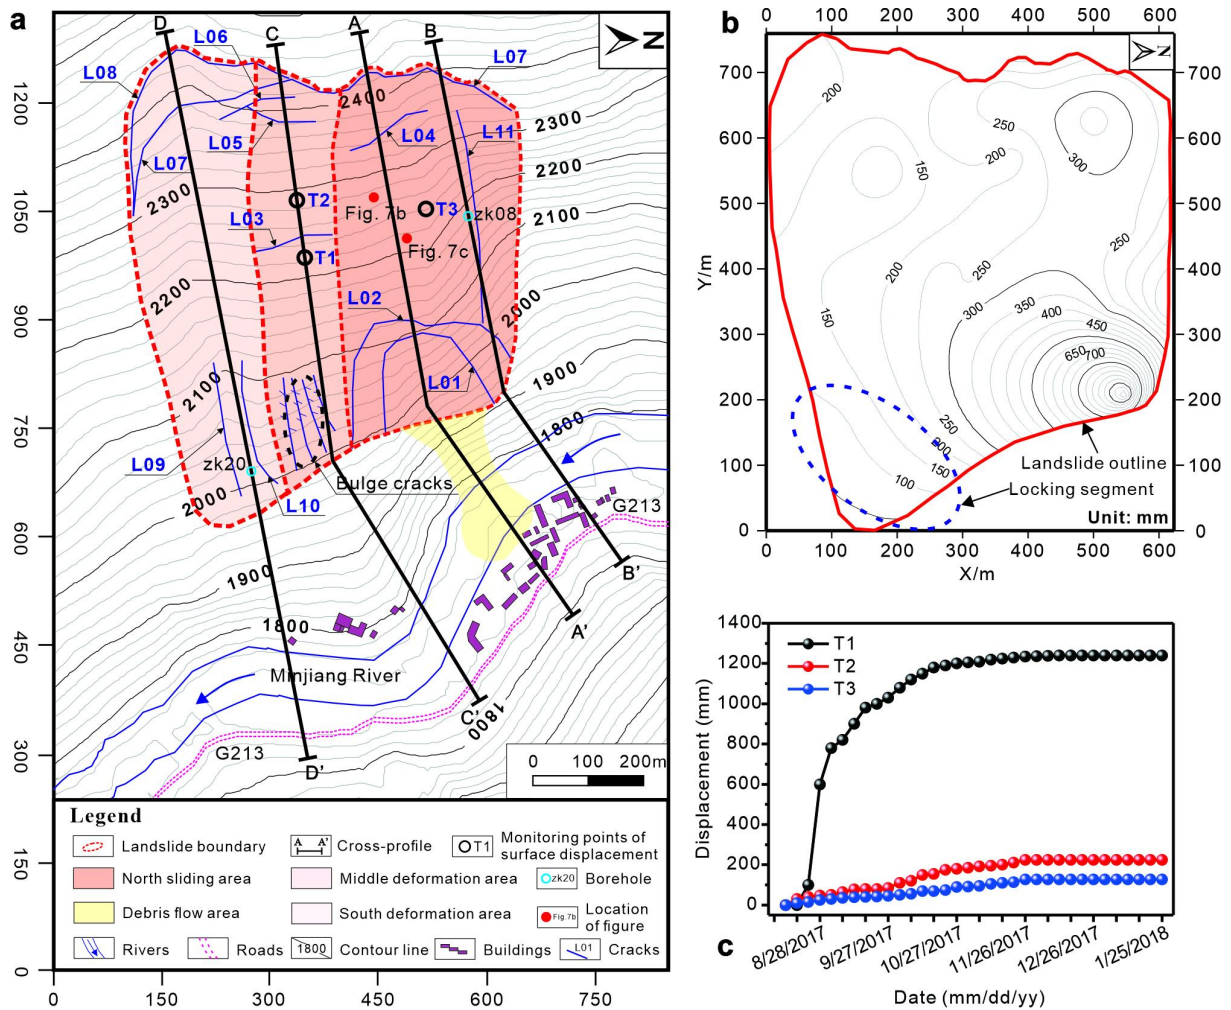 a
D
C
A
B
N
L06
L08
L07
2400
1200
2300
L05
L04
L11
L07
2200
2300
T2
T3
zk08
2100
1050
Fig. 7b
L03
Fig. 7c
T1
2200
L02
2000
900
2100
L01
1900
750
1800
L09
zk20
Bulge cracks
2000
L10
G213
600
1900
B'
1800
A'
450
Minjiang River
C'
1800
G213
D'
300
0 100 200m
Legend
Landslide boundary
A A'
Cross-profile
T1
Monitoring points of
surface displacement
150
North sliding area
Middle deformation area
zk20
Borehole
Debris flow area
South deformation area
Fig.7b
Location
of figure
Rivers
Roads
1800
Contour line
Buildings
L01
Cracks
0
0 150 300 450 600 750
b
0 100 200 300 400 500 600
N
700
700
200
250
600
600
200
300
150
500
500
250
200
250
400
400
300
350
150
400
450
300
300
650
700
200
200
250
200
150
100
100
100
Landslide outline
Locking segment
Unit: mm
0
0
0 100 200 300 400 500 600
X/m
Y/m
1400
T1
T2
T3
1200
1000
800
600
400
200
0
Displacement (mm)
8/28/2017
9/27/2017
10/27/2017
11/26/2017
12/26/2017
1/25/2018
c
Date (mm/dd/yy)